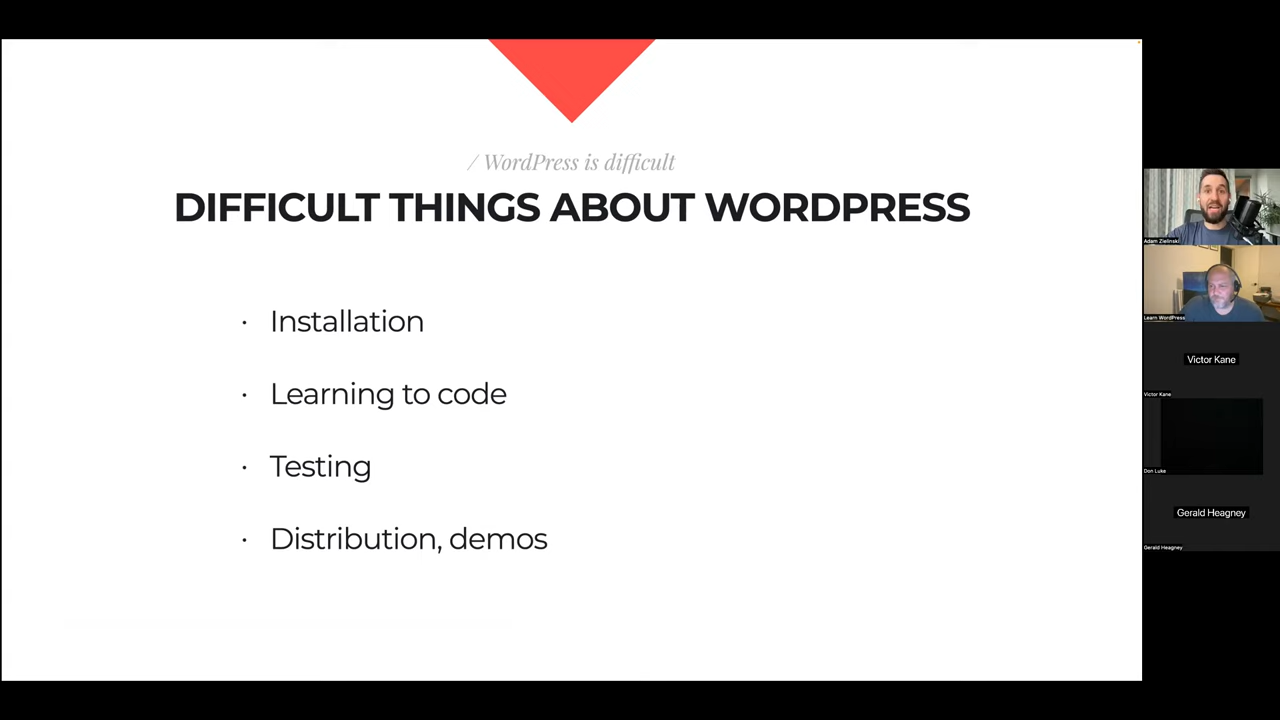 / WordPress is difficult
DIFFICULT THINGS ABOUT WORDPRESS
· Installation
· Learning to code
· Testing
· Distribution, demos
Adam Zielinski
Learn WordPress
Victor Kane
Victor Kane
Don Luke
Gerald Heagney
Gerald Heagney